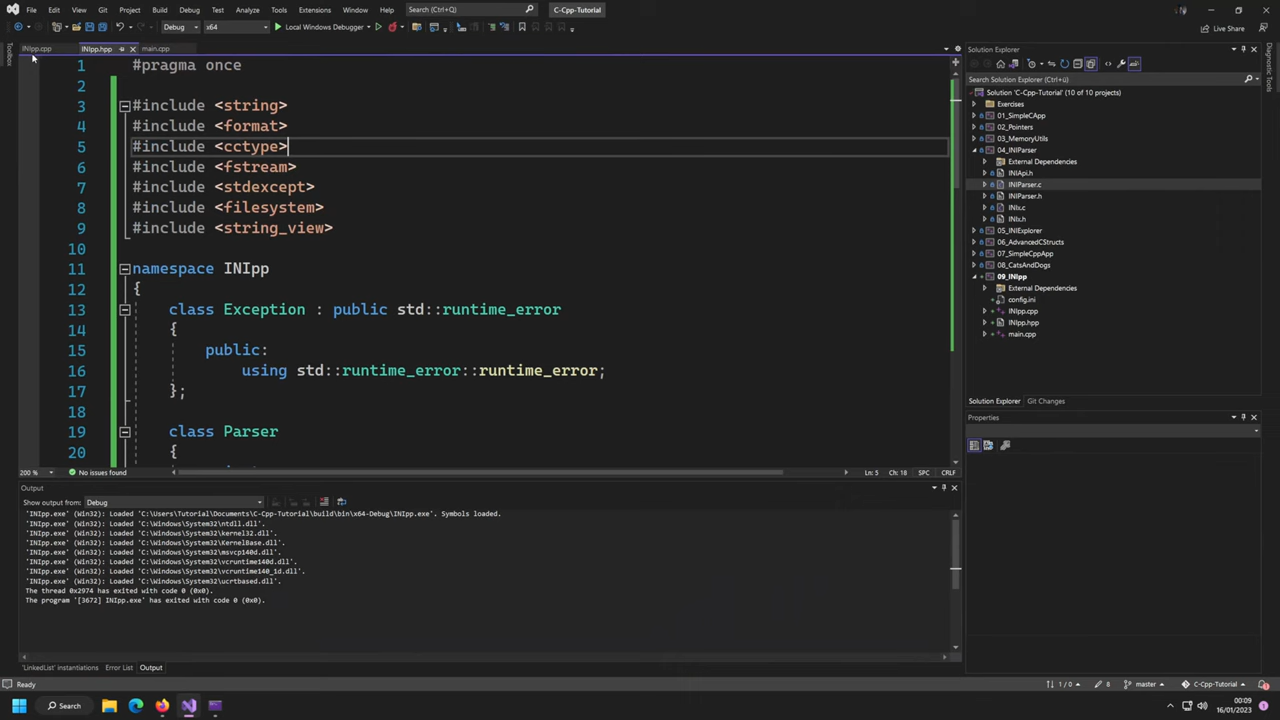 File Edit View Git Project Build Debug Test Analyze Tools Extensions Window Help Search (Ctrl+Q) C-Cpp-Tutorial
Debug x64 Local Windows Debugger Live Share
INIpp.cpp INIpp.hpp main.cpp
Toolbox
1 #pragma once
2
3 #include <string>
4 #include <format>
5 #include <cctype>
6 #include <fstream>
7 #include <stdexcept>
8 #include <filesystem>
9 #include <string_view>
10
11 namespace INIpp
12 {
13 class Exception : public std::runtime_error
14 {
15 public:
16 using std::runtime_error::runtime_error;
17 };
18
19 class Parser
20 {
200 % No issues found Ln: 5 Ch: 18 SPC CRLF
Output
Show output from: Debug
'INIpp.exe' (Win32): Loaded 'C:\Users\Tutorial\Documents\C-Cpp-Tutorial\build\bin\x64-Debug\INIpp.exe'. Symbols loaded.
'INIpp.exe' (Win32): Loaded 'C:\Windows\System32\ntdll.dll'.
'INIpp.exe' (Win32): Loaded 'C:\Windows\System32\kernel32.dll'.
'INIpp.exe' (Win32): Loaded 'C:\Windows\System32\KernelBase.dll'.
'INIpp.exe' (Win32): Loaded 'C:\Windows\System32\msvcp140d.dll'.
'INIpp.exe' (Win32): Loaded 'C:\Windows\System32\vcruntime140d.dll'.
'INIpp.exe' (Win32): Loaded 'C:\Windows\System32\vcruntime140_1d.dll'.
'INIpp.exe' (Win32): Loaded 'C:\Windows\System32\ucrtbased.dll'.
The thread 0x2974 has exited with code 0 (0x0).
The program '[3672] INIpp.exe' has exited with code 0 (0x0).
'LinkedList' instantiations Error List Output
Solution Explorer
Search Solution Explorer (Ctrl+ü)
Solution 'C-Cpp-Tutorial' (10 of 10 projects)
Exercises
01_SimpleCApp
02_Pointers
03_MemoryUtils
04_INIParser
External Dependencies
INIApi.h
INIParser.c
INIParser.h
INIx.c
INIx.h
05_INIExplorer
06_AdvancedCStructs
07_SimpleCppApp
08_CatsAndDogs
09_INIpp
External Dependencies
config.ini
INIpp.cpp
INIpp.hpp
main.cpp
Solution Explorer Git Changes
Properties
Diagnostic Tools
Ready 1 / 0 8 master C-Cpp-Tutorial
Search 00:09
16/01/2023